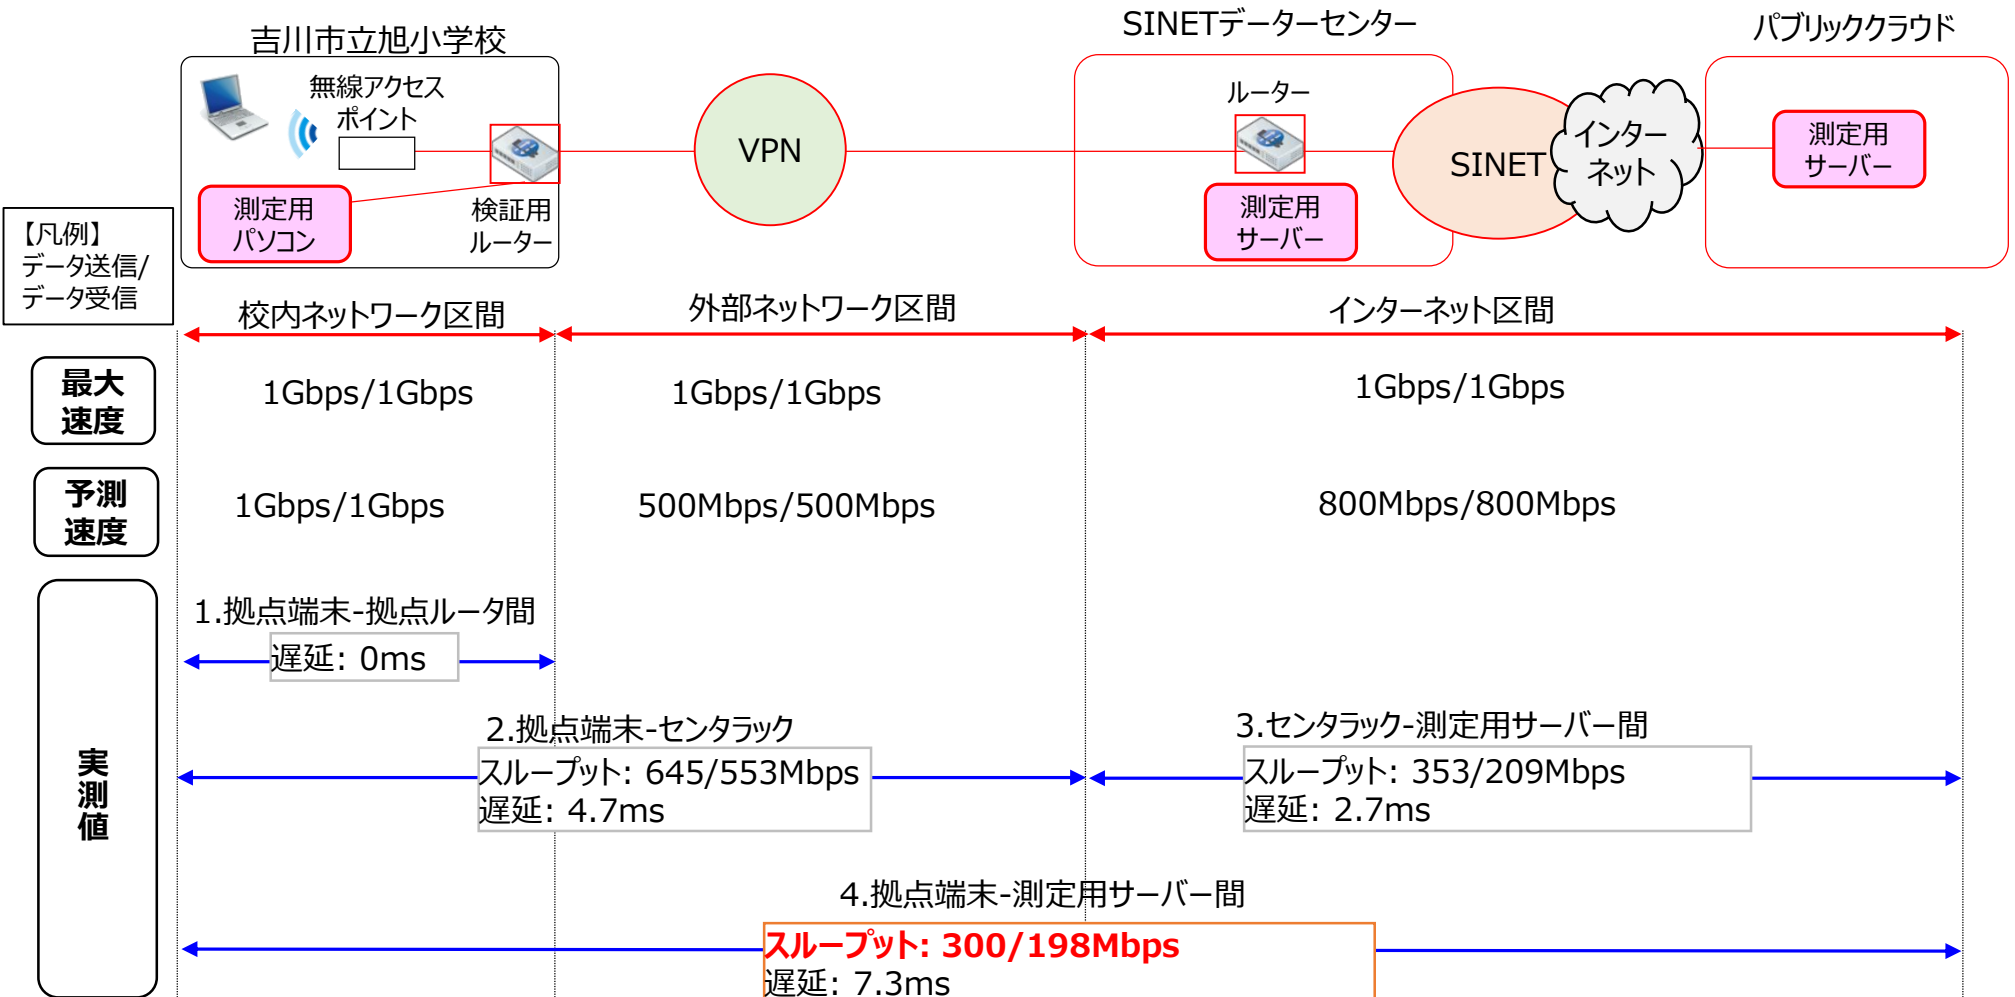 吉川市立旭小学校
SINETデーターセンター
パブリッククラウド
無線アクセス
ポイント
ルーター
VPN
SINET
インター
ネット
測定用
サーバー
測定用
パソコン
検証用
ルーター
測定用
サーバー
【凡例】
データ送信/
データ受信
校内ネットワーク区間
外部ネットワーク区間
インターネット区間
最大
速度
1Gbps/1Gbps
1Gbps/1Gbps
1Gbps/1Gbps
予測
速度
1Gbps/1Gbps
500Mbps/500Mbps
800Mbps/800Mbps
実測値
1.拠点端末-拠点ルータ間
遅延: 0ms
2.拠点端末-センタラック
スループット: 645/553Mbps
遅延: 4.7ms
3.センタラック-測定用サーバー間
スループット: 353/209Mbps
遅延: 2.7ms
4.拠点端末-測定用サーバー間
スループット: 300/198Mbps
遅延: 7.3ms